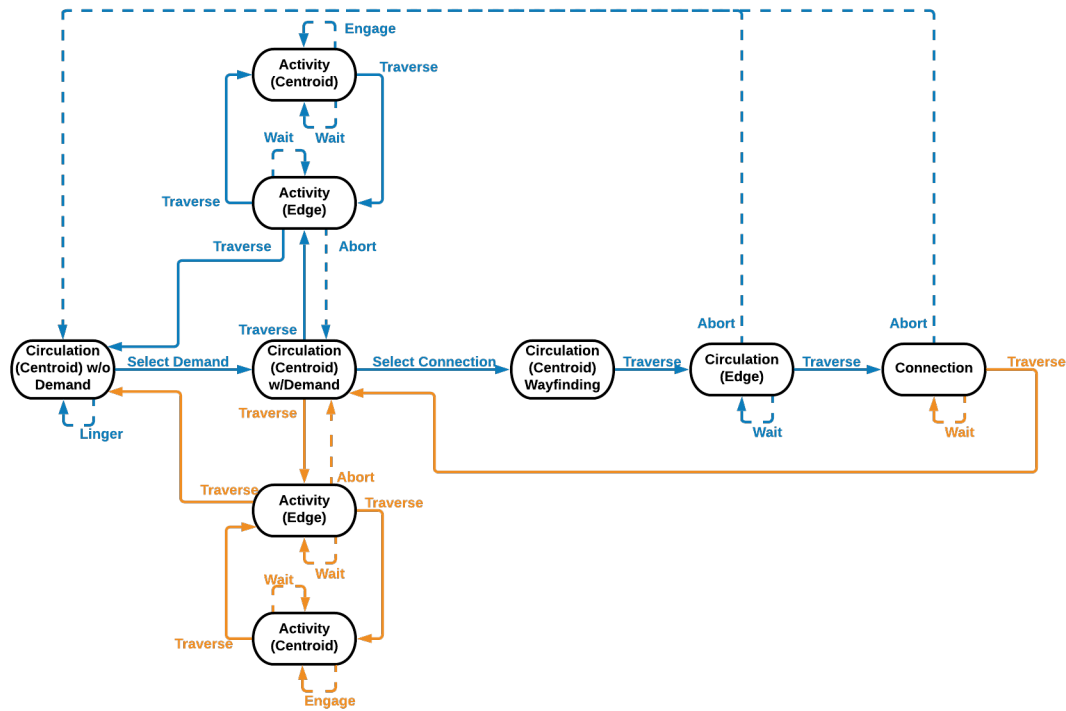 Engage
Activity
(Centroid)
Traverse
Wait
Wait
Activity
(Edge)
Traverse
Traverse
Abort
Traverse
Abort
Abort
Circulation
(Centroid) w/o
Demand
Select Demand
Circulation
(Centroid)
w/Demand
Select Connection
Circulation
(Centroid)
Wayfinding
Traverse
Circulation
(Edge)
Traverse
Connection
Traverse
Linger
Traverse
Wait
Wait
Abort
Traverse
Activity
(Edge)
Traverse
Wait
Wait
Activity
(Centroid)
Traverse
Engage